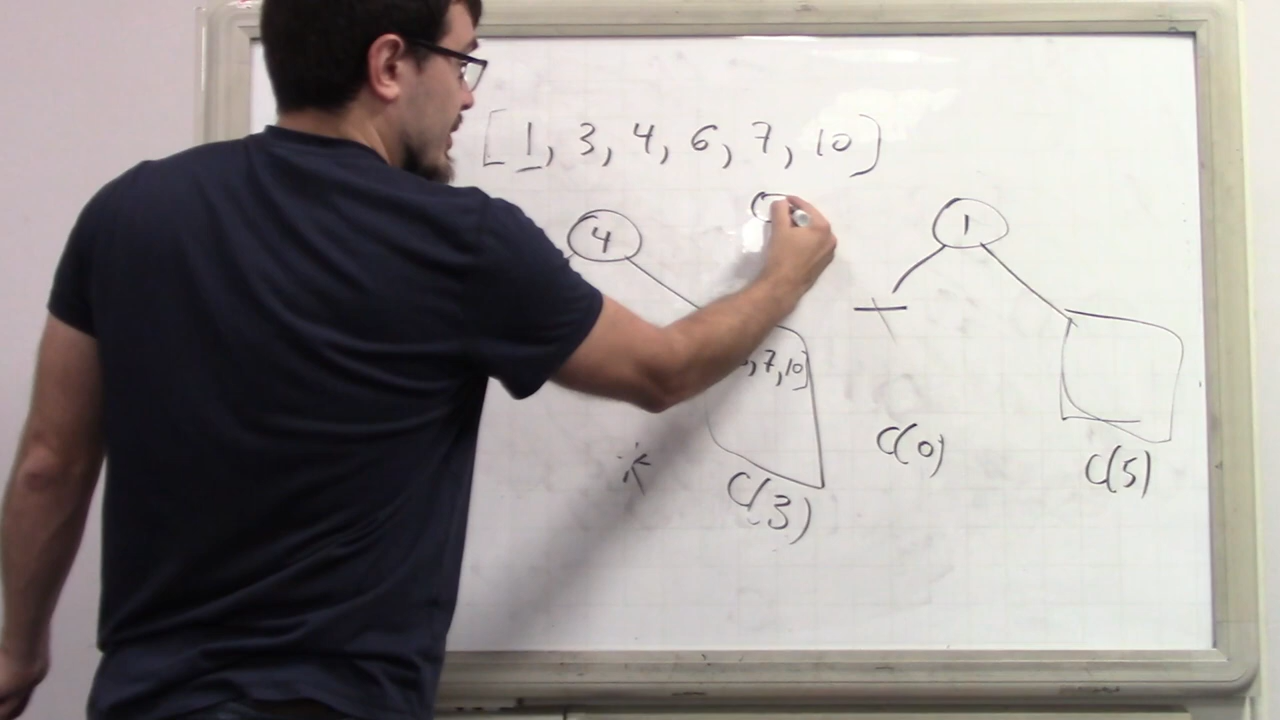 [1, 3, 4, 6, 7, 10]
4
1
, 7, 10]
C(0)
C(5)
C(3)